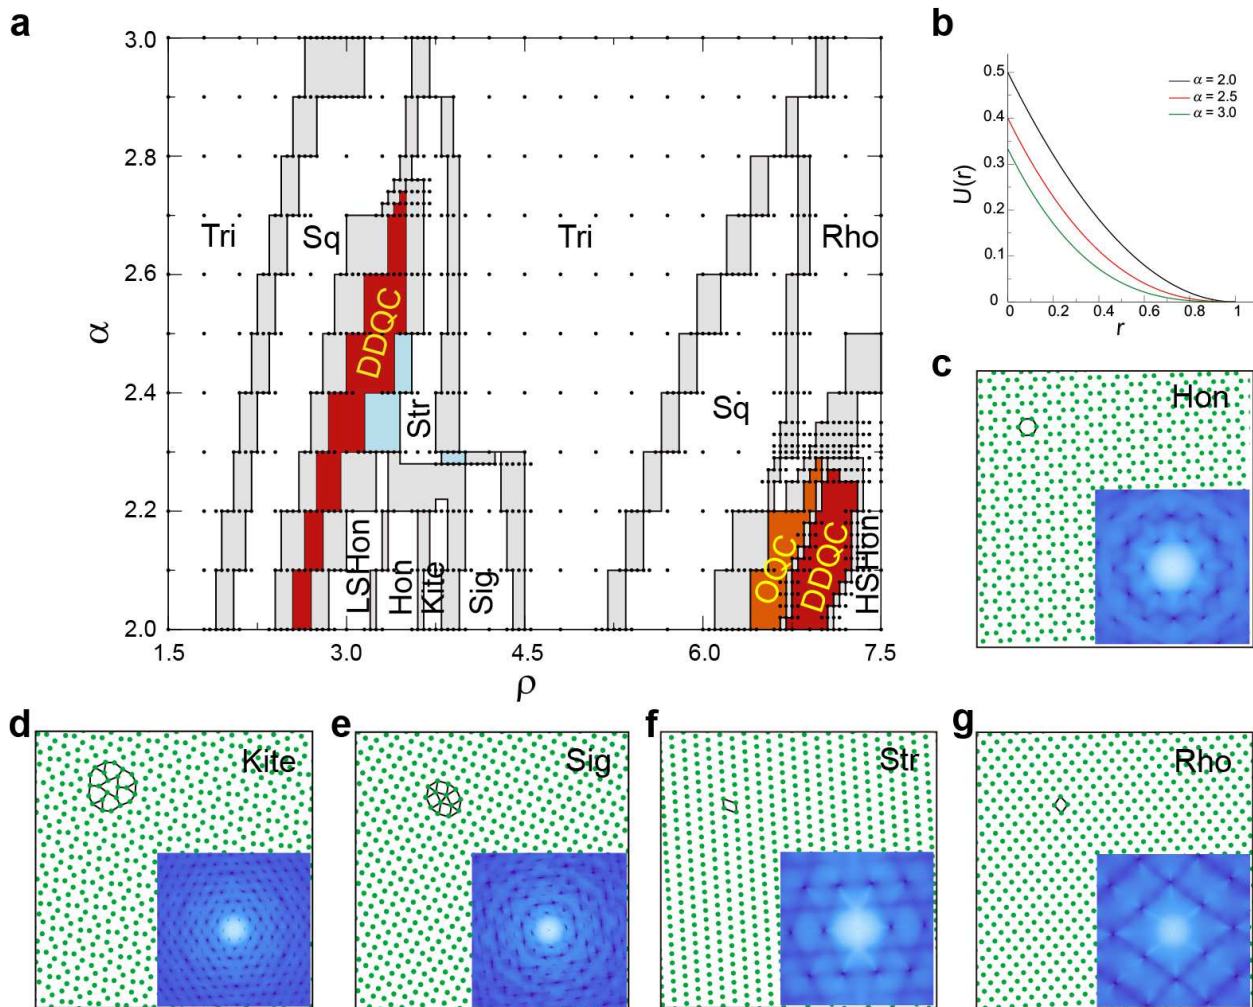 a
3.0
2.8
2.6
2.4
2.2
2.0
α
1.5
3.0
4.5
6.0
7.5
ρ
Tri
Sq
DDQC
Str
LSHon
Hon
Kite
Sig
Tri
Sq
OQC
DDQC
HSHon
Rho
b
U(r)
0.5
0.4
0.3
0.2
0.1
0
0
0.2
0.4
0.6
0.8
1
r
α = 2.0
α = 2.5
α = 3.0
c
Hon
d
Kite
e
Sig
f
Str
g
Rho